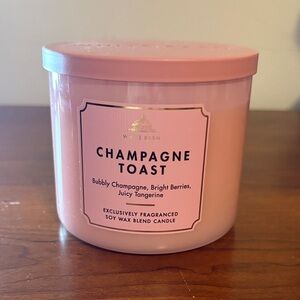 CHAMPAGNE
TOAST
Bubbly Champagne, Bright Berries,
Juicy Tangerine
EXCLUSIVELY FRAGRANCED
SOY WAX BLEND CANDLE